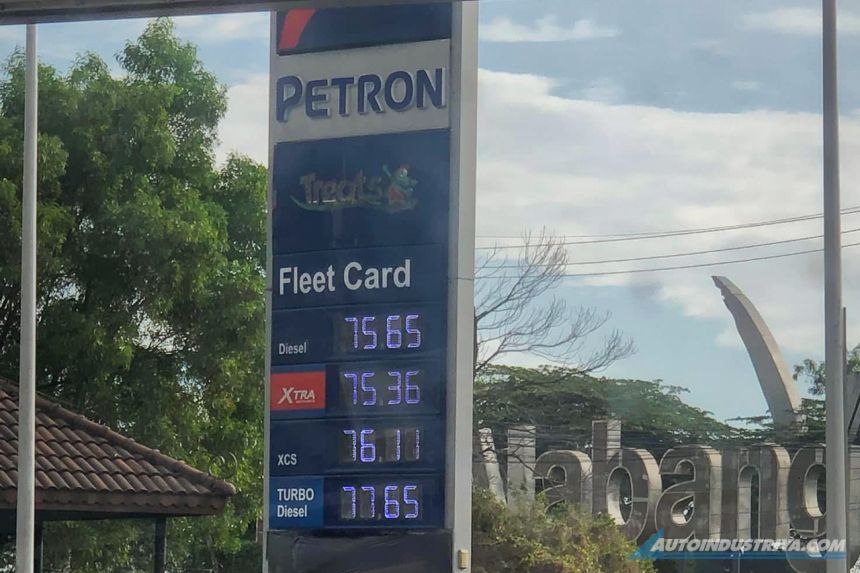 PETRON
Treats
Fleet Card
Diesel 75.65
XTRA 75.36
XCS 76.11
TURBO Diesel 77.65
Alabang
AUTOINDUSTRIYA.COM